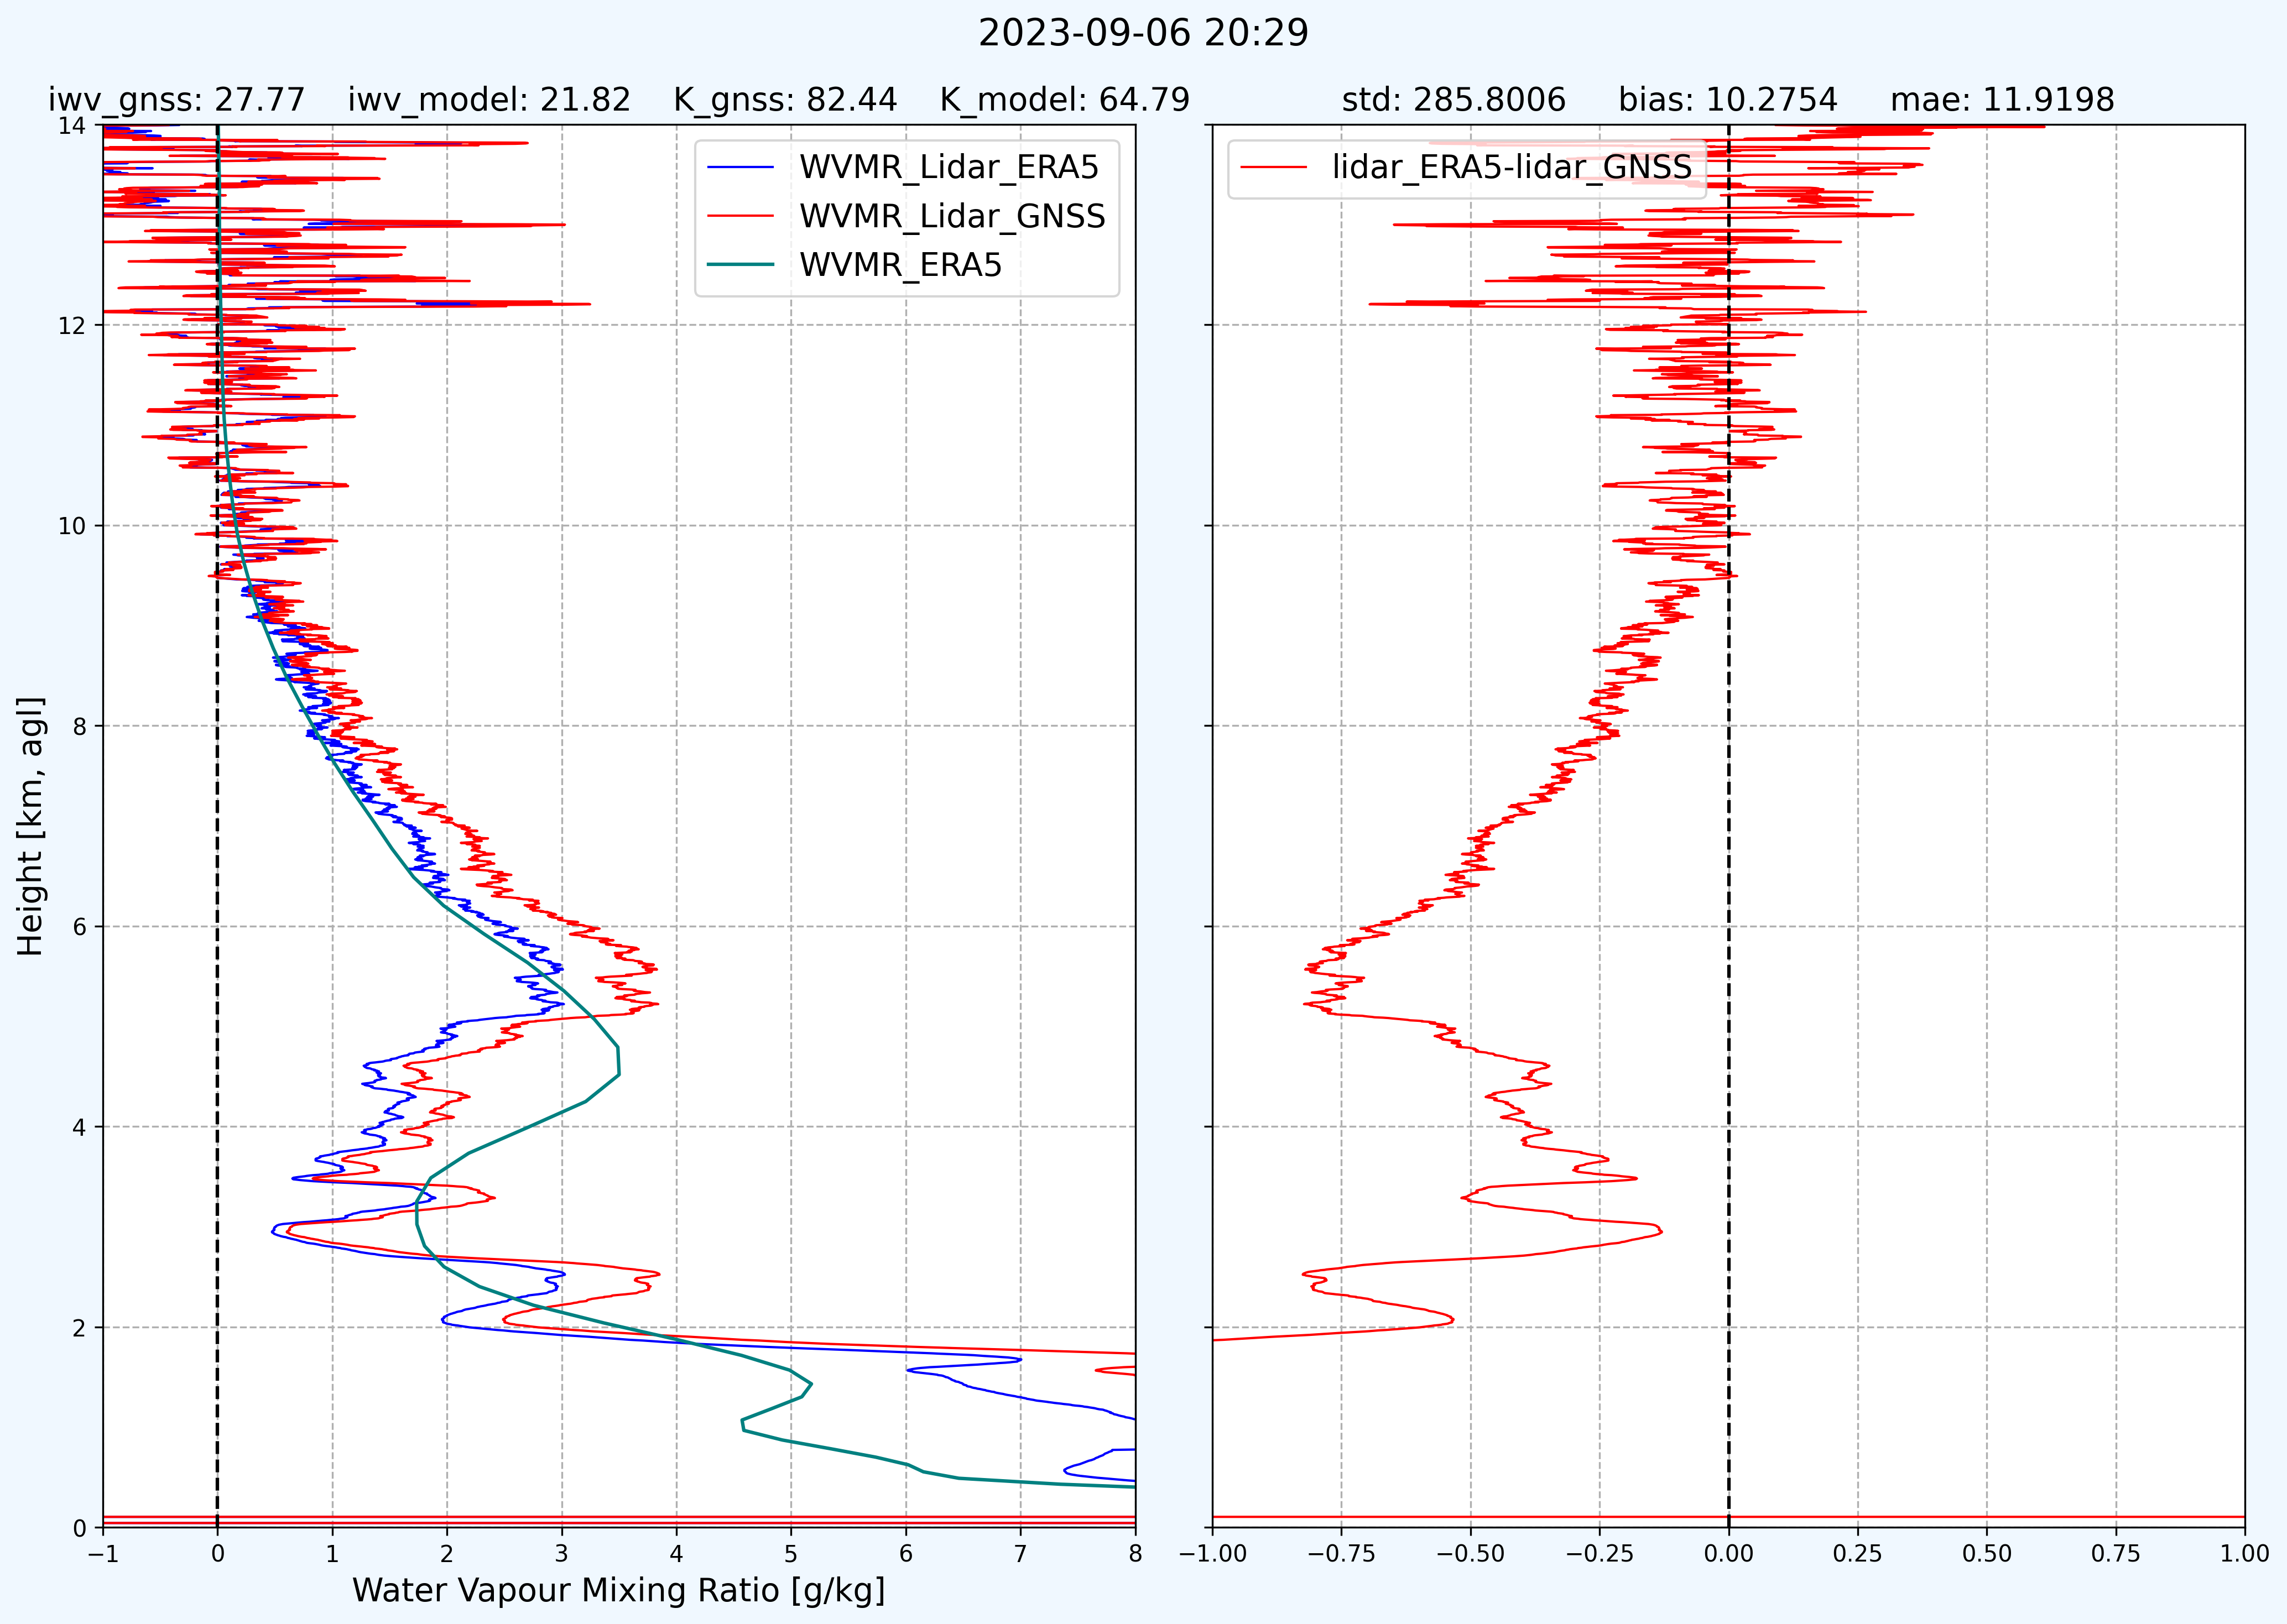 2023-09-06 20:29
iwv_gnss: 27.77 iwv_model: 21.82 K_gnss: 82.44 K_model: 64.79
std: 285.8006 bias: 10.2754 mae: 11.9198
WVMR_Lidar_ERA5
WVMR_Lidar_GNSS
WVMR_ERA5
lidar_ERA5-lidar_GNSS
Height [km, agl]
14
12
10
8
6
4
2
0
−1 0 1 2 3 4 5 6 7 8
Water Vapour Mixing Ratio [g/kg]
−1.00 −0.75 −0.50 −0.25 0.00 0.25 0.50 0.75 1.00